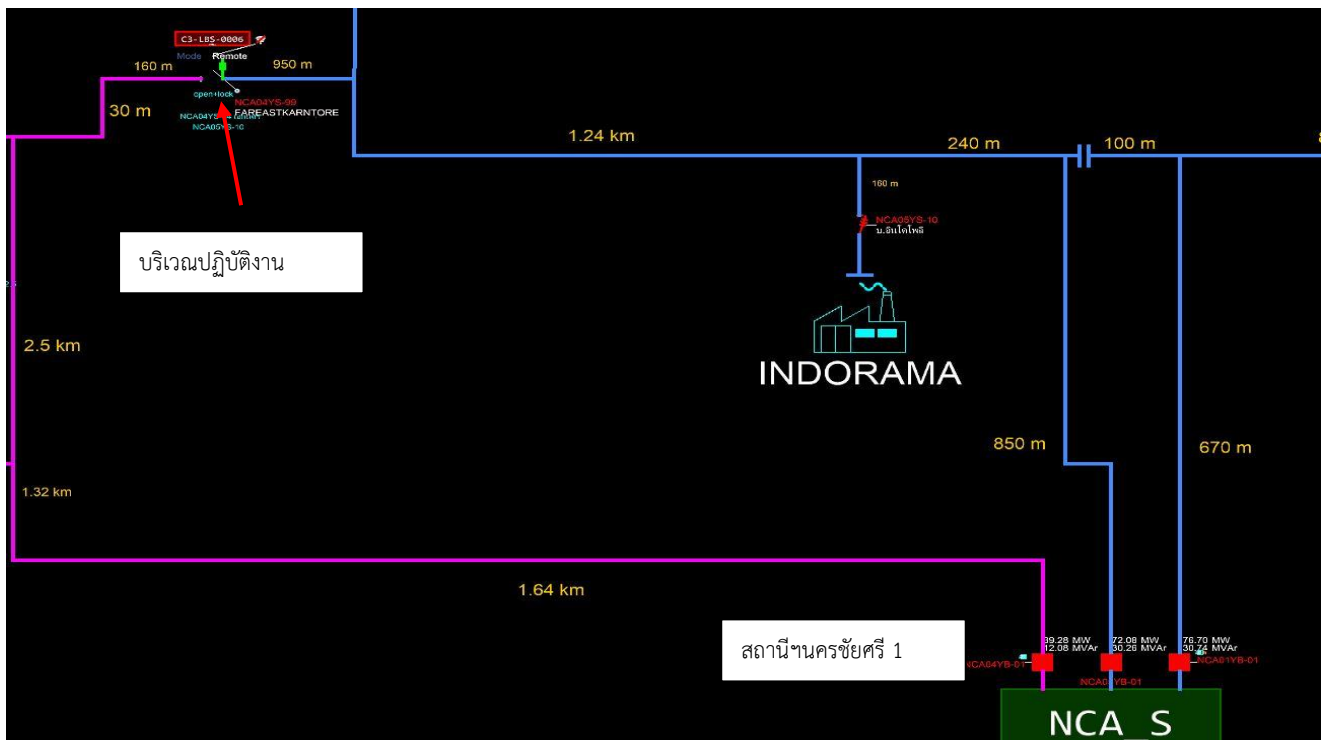 C3-LBS-0006
Mode Remote
160 m
950 m
open+lock
30 m
NCA04YS-99
FAREASTKARNTORE
NCA05YS-10
1.24 km
240 m
100 m
160 m
NCA05YS-10
บ.อินโดโพลี
บริเวณปฏิบัติงาน
INDORAMA
2.5 km
850 m
670 m
1.32 km
1.64 km
สถานีฯนครชัยศรี 1
72.08 MW
76.70 MW
12.08 MVAr
30.26 MVAr
30.74 MVAr
NCA04YB-01
NCA01YB-01
NCA_S